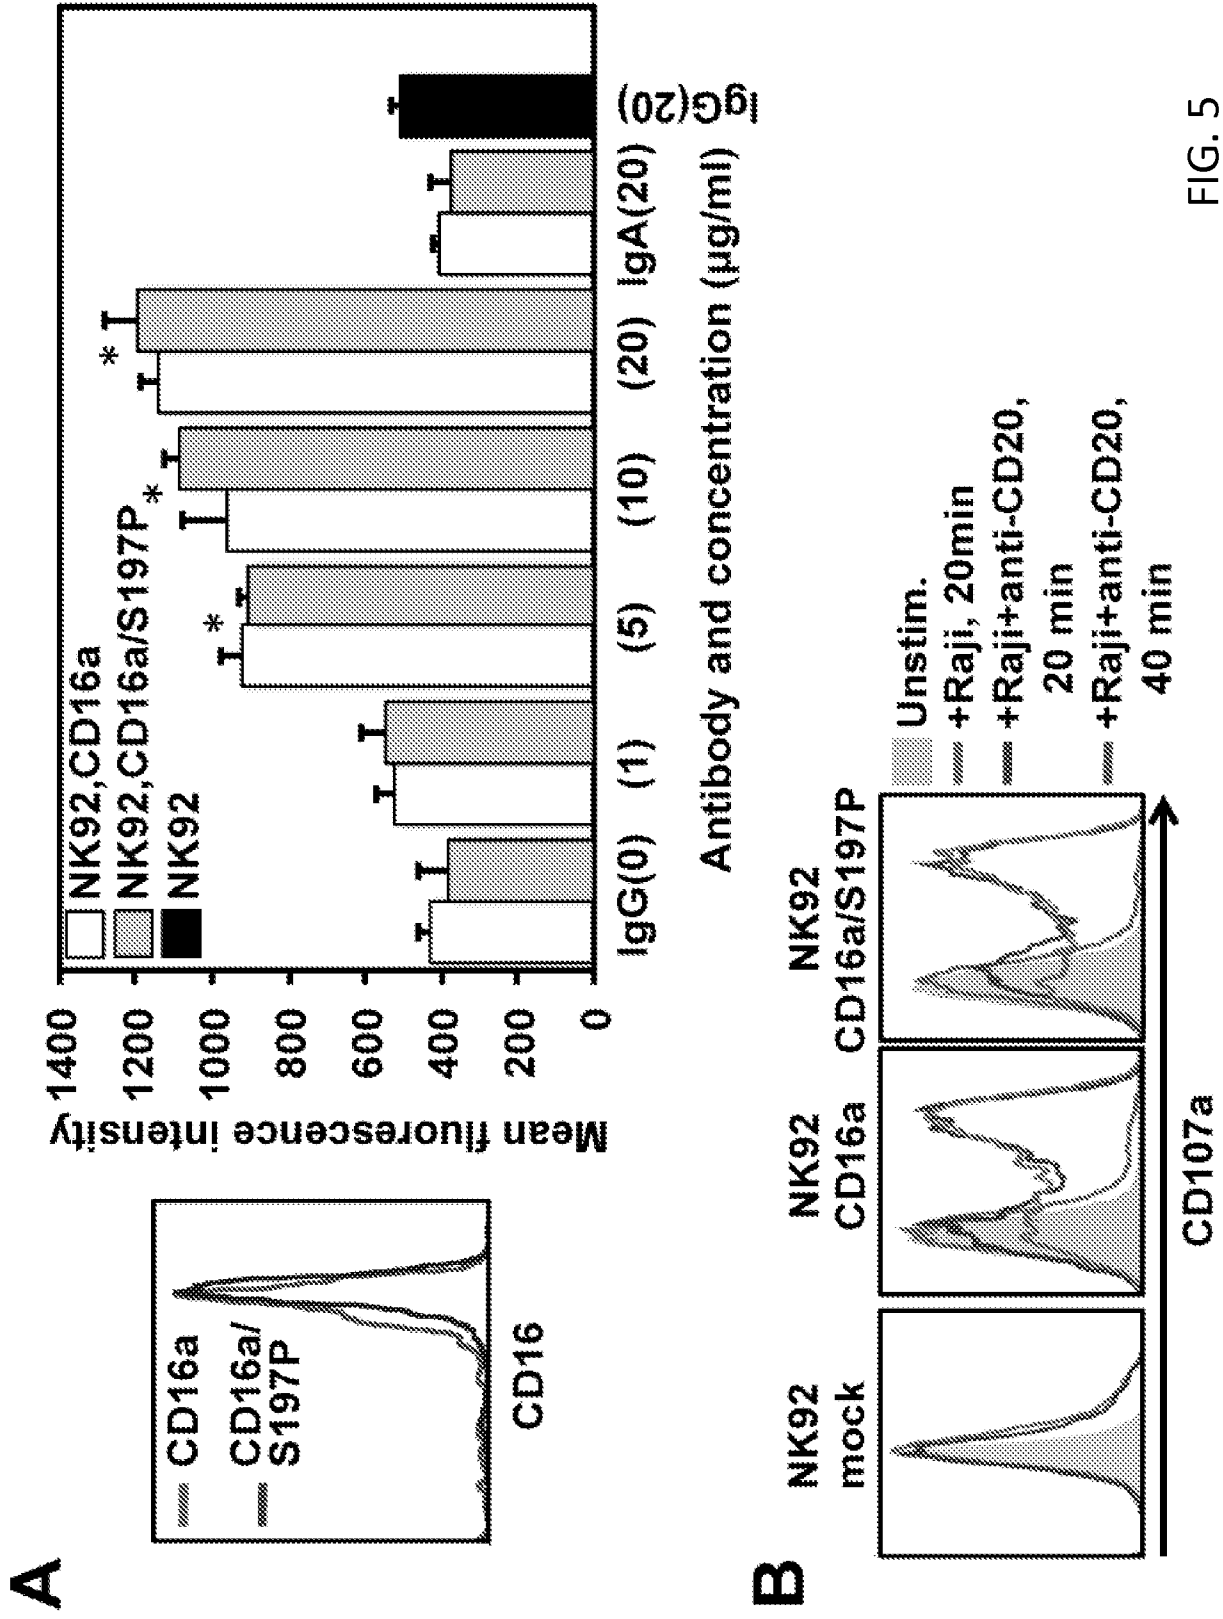 A
CD16a
CD16a/
S197P
CD16
Mean fluorescence intensity
1400
1200
1000
800
600
400
200
0
NK92,CD16a
NK92,CD16a/S197P
NK92
*
*
*
IgG(0)
(1)
(5)
(10)
(20)
IgA(20)
IgG(20)
Antibody and concentration (µg/ml)
B
NK92
mock
NK92
CD16a
NK92
CD16a/S197P
CD107a
Unstim.
+Raji, 20min
+Raji+anti-CD20,
20 min
+Raji+anti-CD20,
40 min
FIG. 5